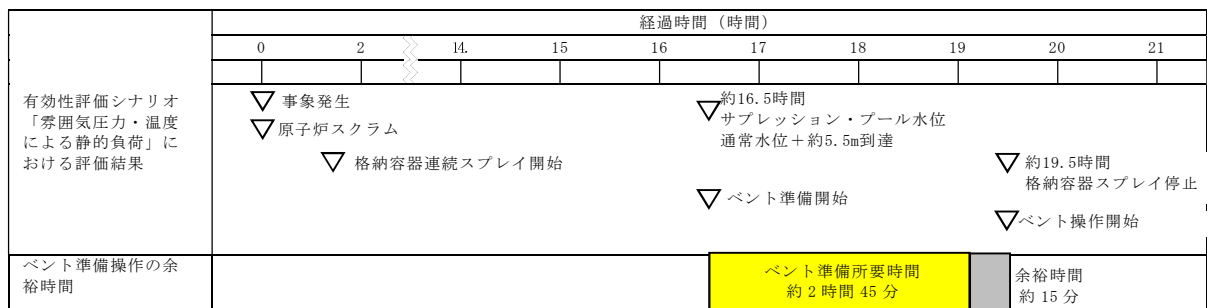 経過時間（時間）
0 2 14. 15 16 17 18 19 20 21
有効性評価シナリオ
「雰囲気圧力・温度
による静的負荷」に
おける評価結果
事象発生
原子炉スクラム
格納容器連続スプレイ開始
約16.5時間
サプレッション・プール水位
通常水位＋約5.5m到達
ベント準備開始
約19.5時間
格納容器スプレイ停止
ベント操作開始
ベント準備操作の余
裕時間
ベント準備所要時間
約２時間 45 分
余裕時間
約 15 分